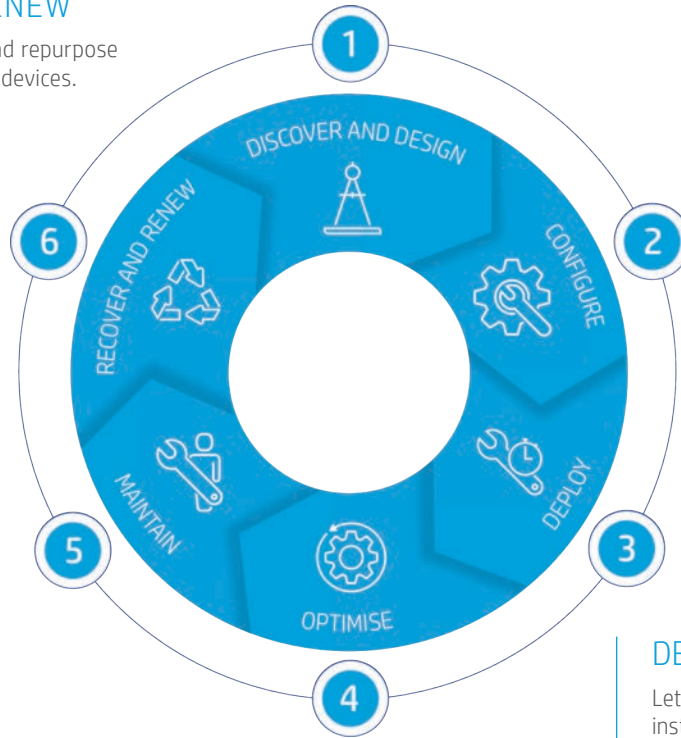 ENEW
nd repurpose
devices.
1
DISCOVER AND DESIGN
2
CONFIGURE
3
DEPLOY
4
OPTIMISE
5
MAINTAIN
6
RECOVER AND RENEW
DE
Let
inst